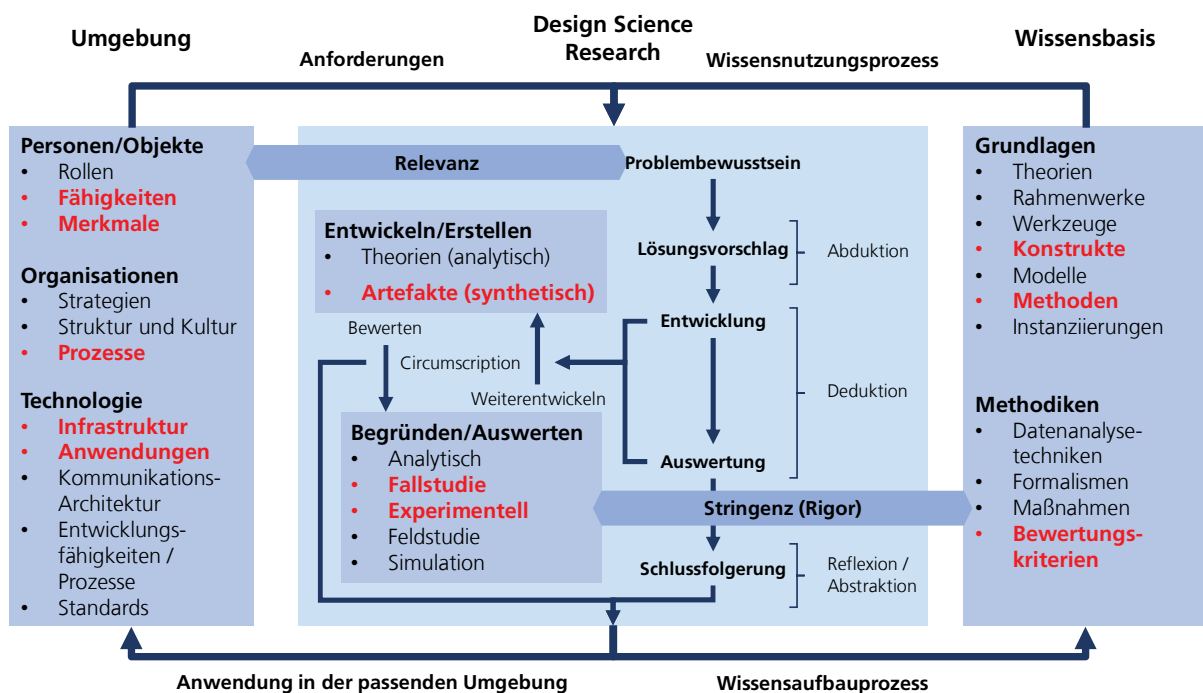 Umgebung
Design Science
Research
Wissensbasis
Anforderungen
Wissensnutzungsprozess
Personen/Objekte
• Rollen
• Fähigkeiten
• Merkmale
Organisationen
• Strategien
• Struktur und Kultur
• Prozesse
Technologie
• Infrastruktur
• Anwendungen
• Kommunikations-
Architektur
• Entwicklungs-
fähigkeiten /
Prozesse
• Standards
Relevanz
Problembewusstsein
Entwickeln/Erstellen
• Theorien (analytisch)
• Artefakte (synthetisch)
Lösungsvorschlag
Abduktion
Bewerten
Entwicklung
Circumscription
Weiterentwickeln
Deduktion
Begründen/Auswerten
• Analytisch
• Fallstudie
• Experimentell
• Feldstudie
• Simulation
Auswertung
Stringenz (Rigor)
Schlussfolgerung
Reflexion /
Abstraktion
Grundlagen
• Theorien
• Rahmenwerke
• Werkzeuge
• Konstrukte
• Modelle
• Methoden
• Instanziierungen
Methodiken
• Datenanalyse-
techniken
• Formalismen
• Maßnahmen
• Bewertungs-
kriterien
Anwendung in der passenden Umgebung
Wissensaufbauprozess